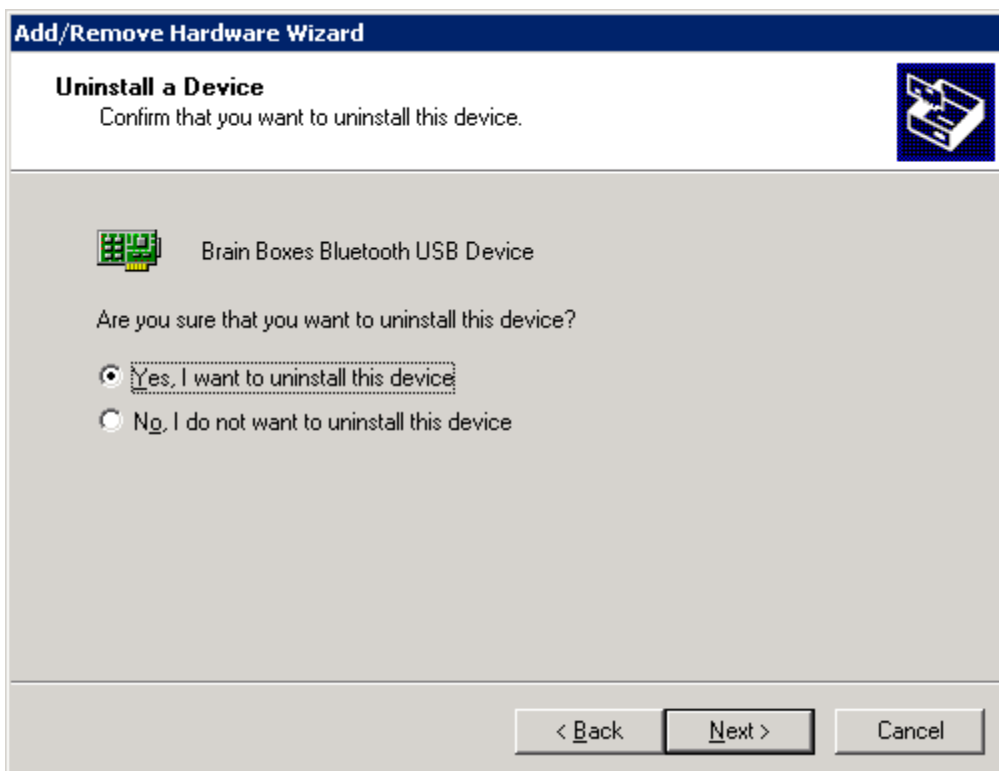 Add/Remove Hardware Wizard
Uninstall a Device
Confirm that you want to uninstall this device.
Brain Boxes Bluetooth USB Device
Are you sure that you want to uninstall this device?
Yes, I want to uninstall this device
No, I do not want to uninstall this device
< Back
Next >
Cancel